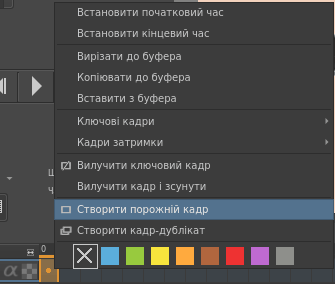 Встановити початковий час
Встановити кінцевий час
Вирізати до буфера
Копіювати до буфера
Вставити з буфера
Ключові кадри
Кадри затримки
Вилучити ключовий кадр
Вилучити кадр і зсунути
Створити порожній кадр
Створити кадр-дублікат
0